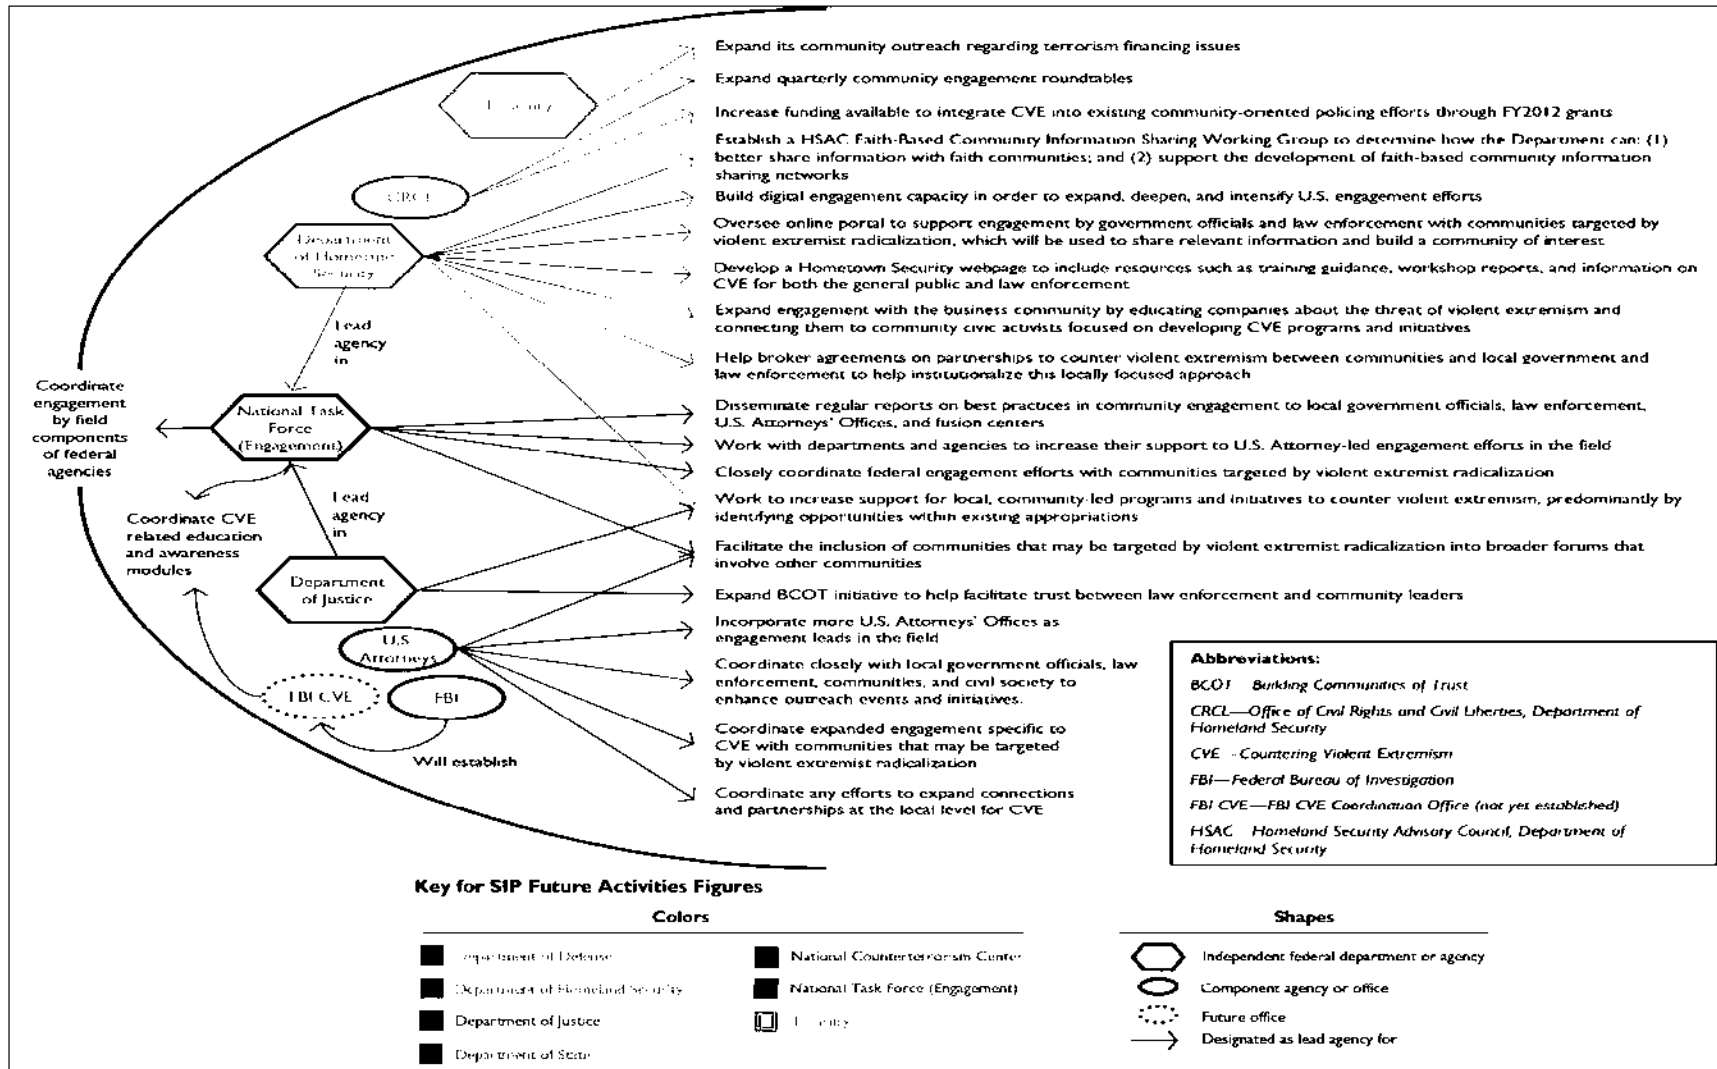 Expand its community outreach regarding terrorism financing issues
Expand quarterly community engagement roundtables
Increase funding available to integrate CVE into existing community-oriented policing efforts through FY2012 grants
Establish a HSAC Faith-Based Community Information Sharing Working Group to determine how the Department can: (1)
better share information with faith communities; and (2) support the development of faith-based community information
sharing networks
CRCL
Build digital engagement capacity in order to expand, deepen, and intensify U.S. engagement efforts
Department
of Homeland
Security
Oversee online portal to support engagement by government officials and law enforcement with communities targeted by
violent extremist radicalization, which will be used to share relevant information and build a community of interest
Develop a Hometown Security webpage to include resources such as training guidance, workshop reports, and information on
CVE for both the general public and law enforcement
Expand engagement with the business community by educating companies about the threat of violent extremism and
connecting them to community civic activists focused on developing CVE programs and initiatives
Lead
agency
in
Help broker agreements on partnerships to counter violent extremism between communities and local government and
law enforcement to help institutionalize this locally focused approach
Coordinate
engagement
by field
components
of federal
agencies
National Task
Force
(Engagement)
Disseminate regular reports on best practices in community engagement to local government officials, law enforcement,
U.S. Attorneys' Offices, and fusion centers
Work with departments and agencies to increase their support to U.S. Attorney-led engagement efforts in the field
Closely coordinate federal engagement efforts with communities targeted by violent extremist radicalization
Lead
agency
in
Work to increase support for local, community-led programs and initiatives to counter violent extremism, predominantly by
identifying opportunities within existing appropriations
Coordinate CVE
related education
and awareness
modules
Facilitate the inclusion of communities that may be targeted by violent extremist radicalization into broader forums that
involve other communities
Department
of Justice
Expand BCOT initiative to help facilitate trust between law enforcement and community leaders
Incorporate more U.S. Attorneys' Offices as
engagement leads in the field
U.S
Attorneys
Coordinate closely with local government officials, law
enforcement, communities, and civil society to
enhance outreach events and initiatives.
FBI CVE
FBI
Coordinate expanded engagement specific to
CVE with communities that may be targeted
by violent extremist radicalization
Will establish
Coordinate any efforts to expand connections
and partnerships at the local level for CVE
Abbreviations:
BCOT Building Communities of Trust
CRCL—Office of Civil Rights and Civil Liberties, Department of
Homeland Security
CVE - Countering Violent Extremism
FBI—Federal Bureau of Investigation
FBI CVE—FBI CVE Coordination Office (not yet established)
HSAC Homeland Security Advisory Council, Department of
Homeland Security
Key for SIP Future Activities Figures
Colors
Department of Defense
Department of Homeland Security
Department of Justice
Department of State
National Counterterrorism Center
National Task Force (Engagement)
Shapes
Independent federal department or agency
Component agency or office
Future office
Designated as lead agency for